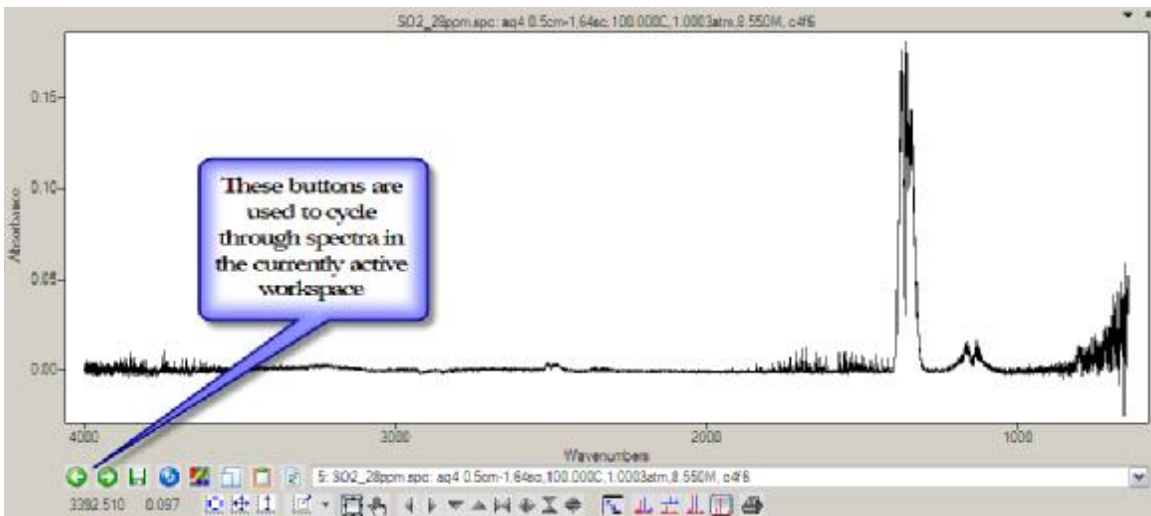 SO2_28ppm.spc: aq4 0.5cm-1,64sc,100.000C,1.0003atm,8.550M, c4f6
0.15
0.10
0.05
0.00
Absorbance
These buttons are
used to cycle
through spectra in
the currently active
workspace
4000 3000 2000 1000
Wavenumbers
5: SO2_28ppm.spc: aq4 0.5cm-1,64sc,100.000C,1.0003atm,8.550M, c4f6
3392.510 0.097